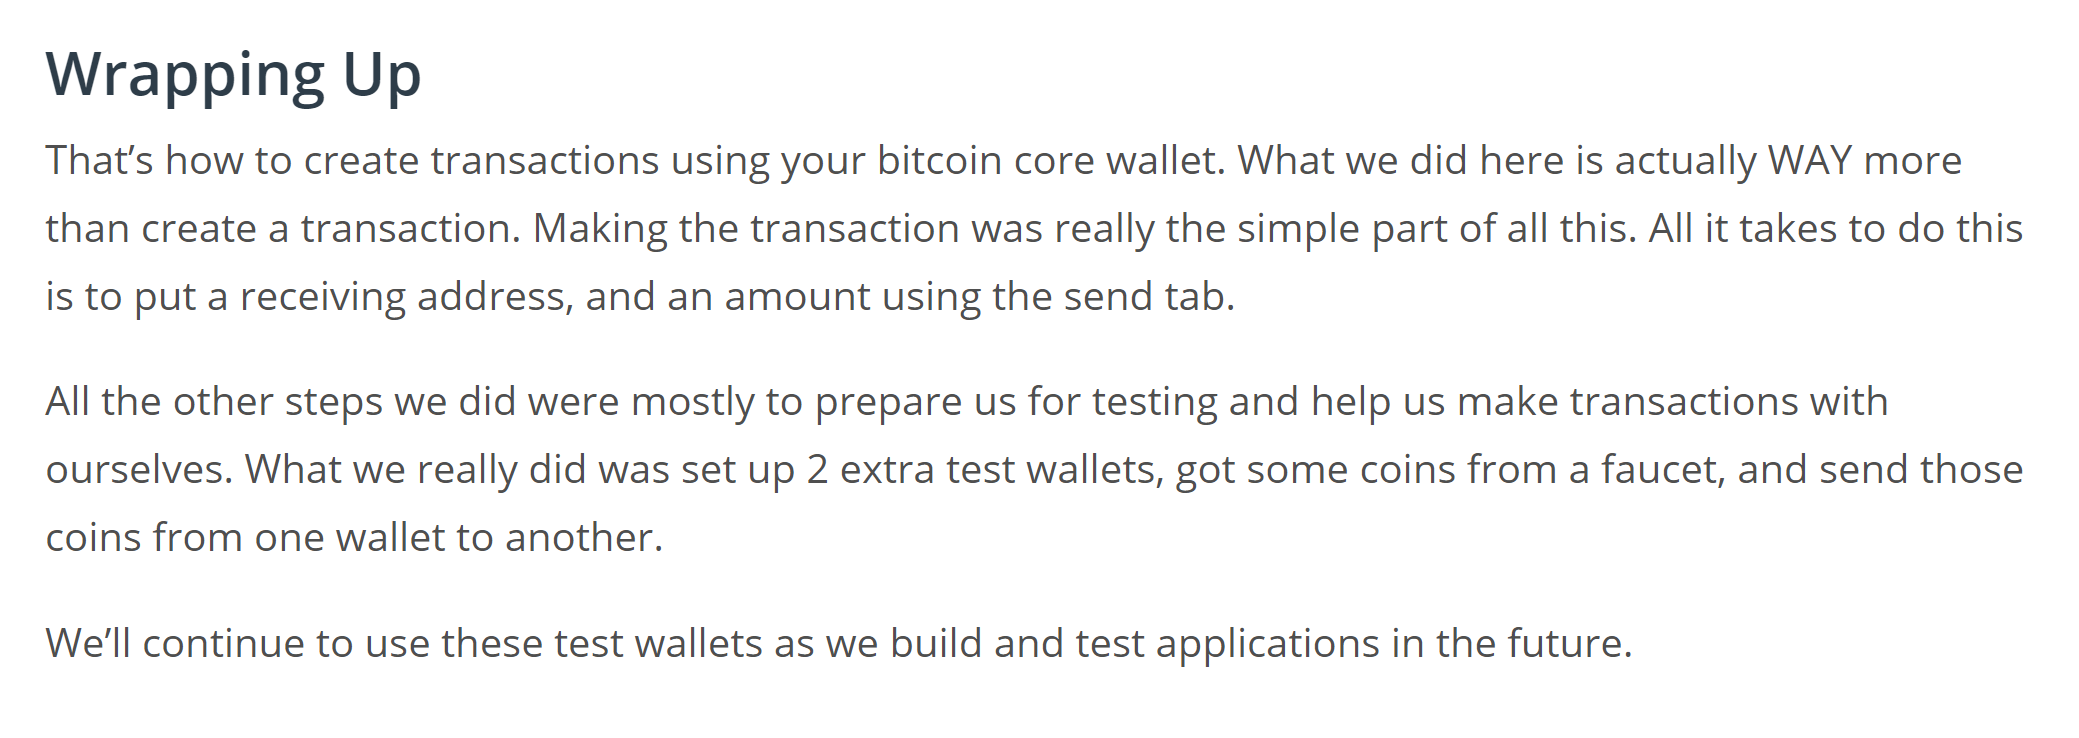 Wrapping Up
That’s how to create transactions using your bitcoin core wallet. What we did here is actually WAY more
than create a transaction. Making the transaction was really the simple part of all this. All it takes to do this
is to put a receiving address, and an amount using the send tab.
All the other steps we did were mostly to prepare us for testing and help us make transactions with
ourselves. What we really did was set up 2 extra test wallets, got some coins from a faucet, and send those
coins from one wallet to another.
We’ll continue to use these test wallets as we build and test applications in the future.